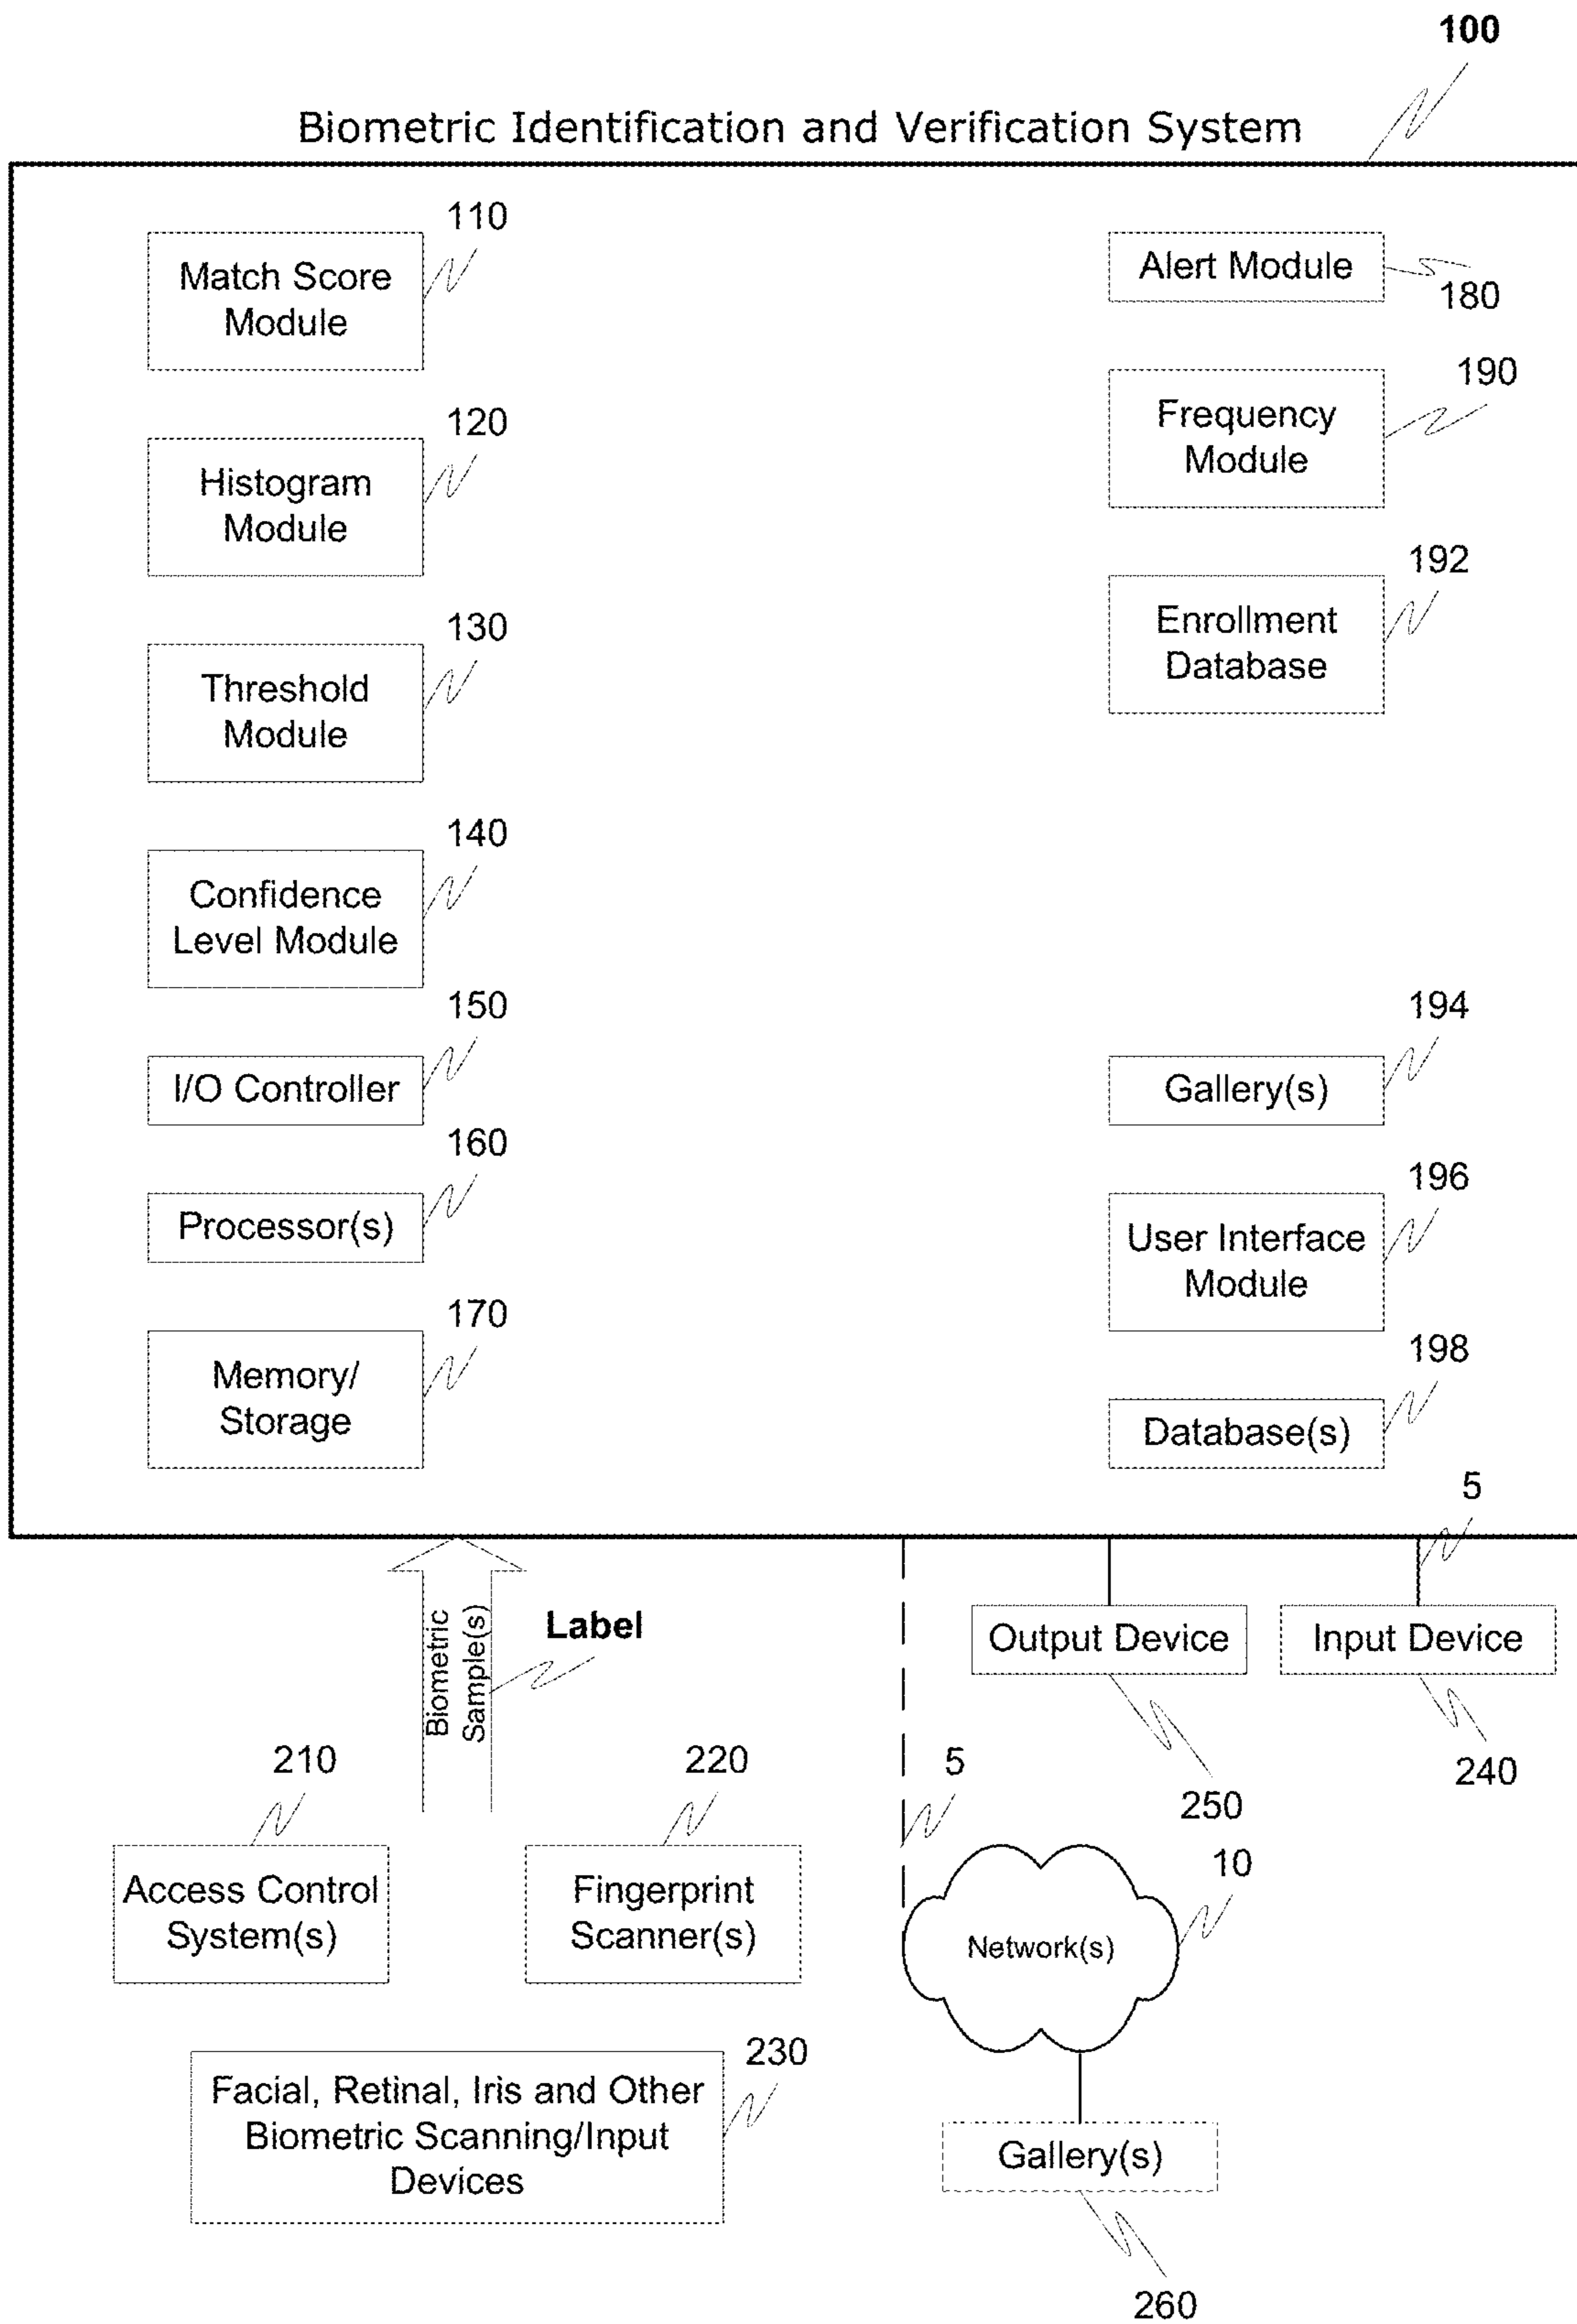 100
Biometric Identification and Verification System
110
Match Score
Module
120
Histogram
Module
130
Threshold
Module
140
Confidence
Level Module
150
I/O Controller
160
Processor(s)
170
Memory/
Storage
Alert Module
180
190
Frequency
Module
192
Enrollment
Database
194
Gallery(s)
196
User Interface
Module
198
Database(s)
5
Biometric
Sample(s)
Label
Output Device
250
Input Device
240
210
Access Control
System(s)
220
Fingerprint
Scanner(s)
5
10
Network(s)
230
Facial, Retinal, Iris and Other
Biometric Scanning/Input
Devices
Gallery(s)
260